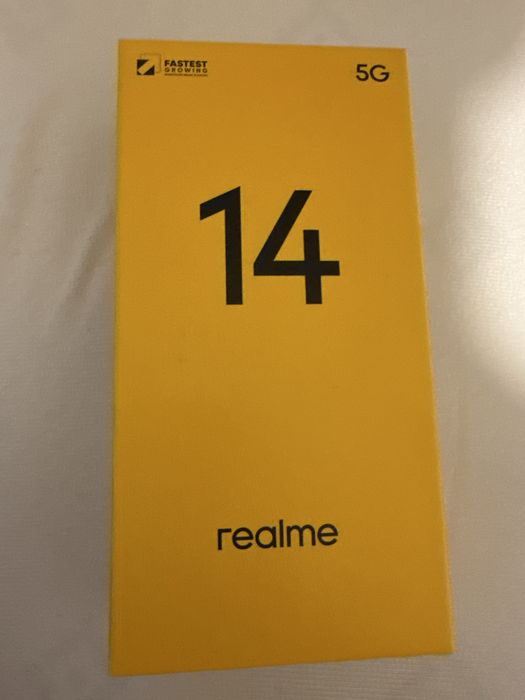 FASTEST
GROWING
5G
14
realme